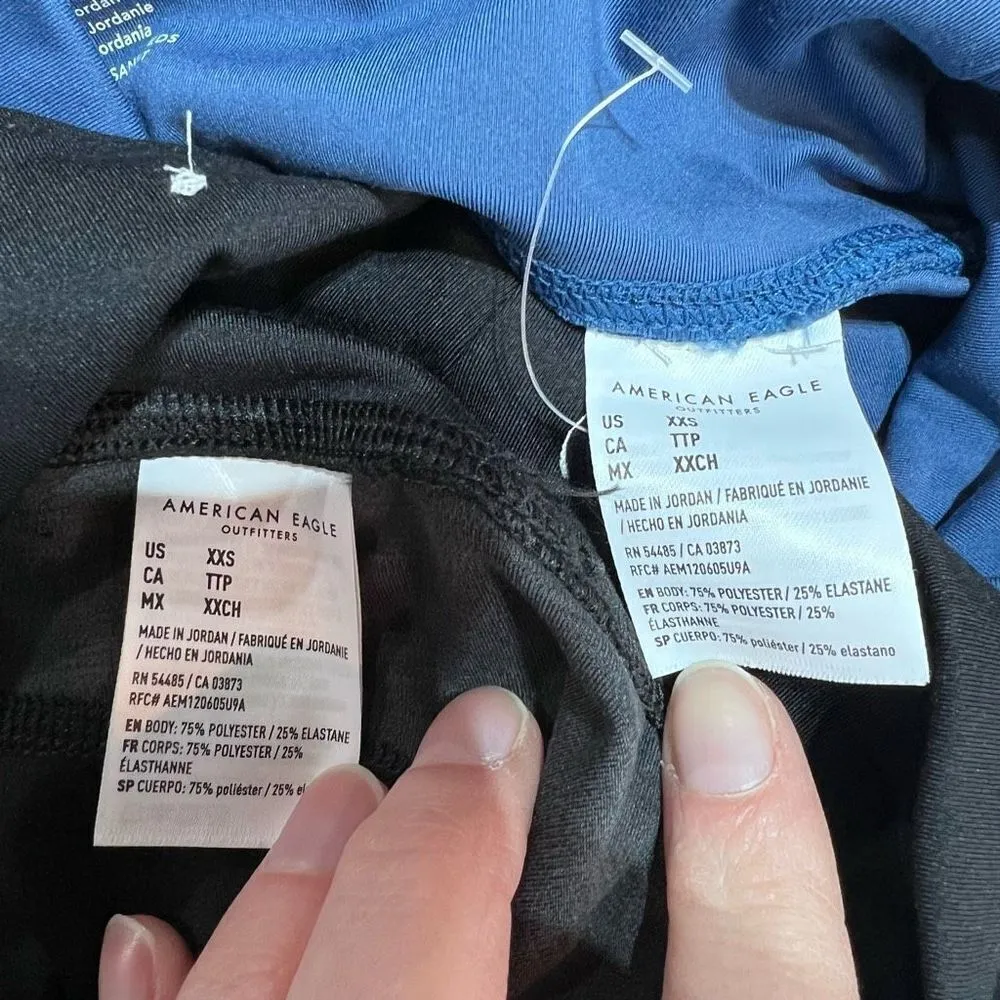 Jordanie
ordania
AMERICAN EAGLE
OUTFITTERS
US XXS
CA TTP
MX XXCH
MADE IN JORDAN / FABRIQUÉ EN JORDANIE
/ HECHO EN JORDANIA
RN 54485 / CA 03873
RFC# AEM120605U9A
EN BODY: 75% POLYESTER / 25% ELASTANE
FR CORPS: 75% POLYESTER / 25%
ÉLASTHANNE
SP CUERPO: 75% poliéster / 25% el
AMERICAN EAGLE
OUTFITTERS
US XXS
CA TTP
MX XXCH
MADE IN JORDAN / FABRIQUÉ EN JORDANIE
/ HECHO EN JORDANIA
RN 54485 / CA 03873
RFC# AEM120605U9A
EN BODY: 75% POLYESTER / 25% ELASTANE
FR CORPS: 75% POLYESTER / 25%
ÉLASTHANNE
SP CUERPO: 75% poliéster / 25% elastano